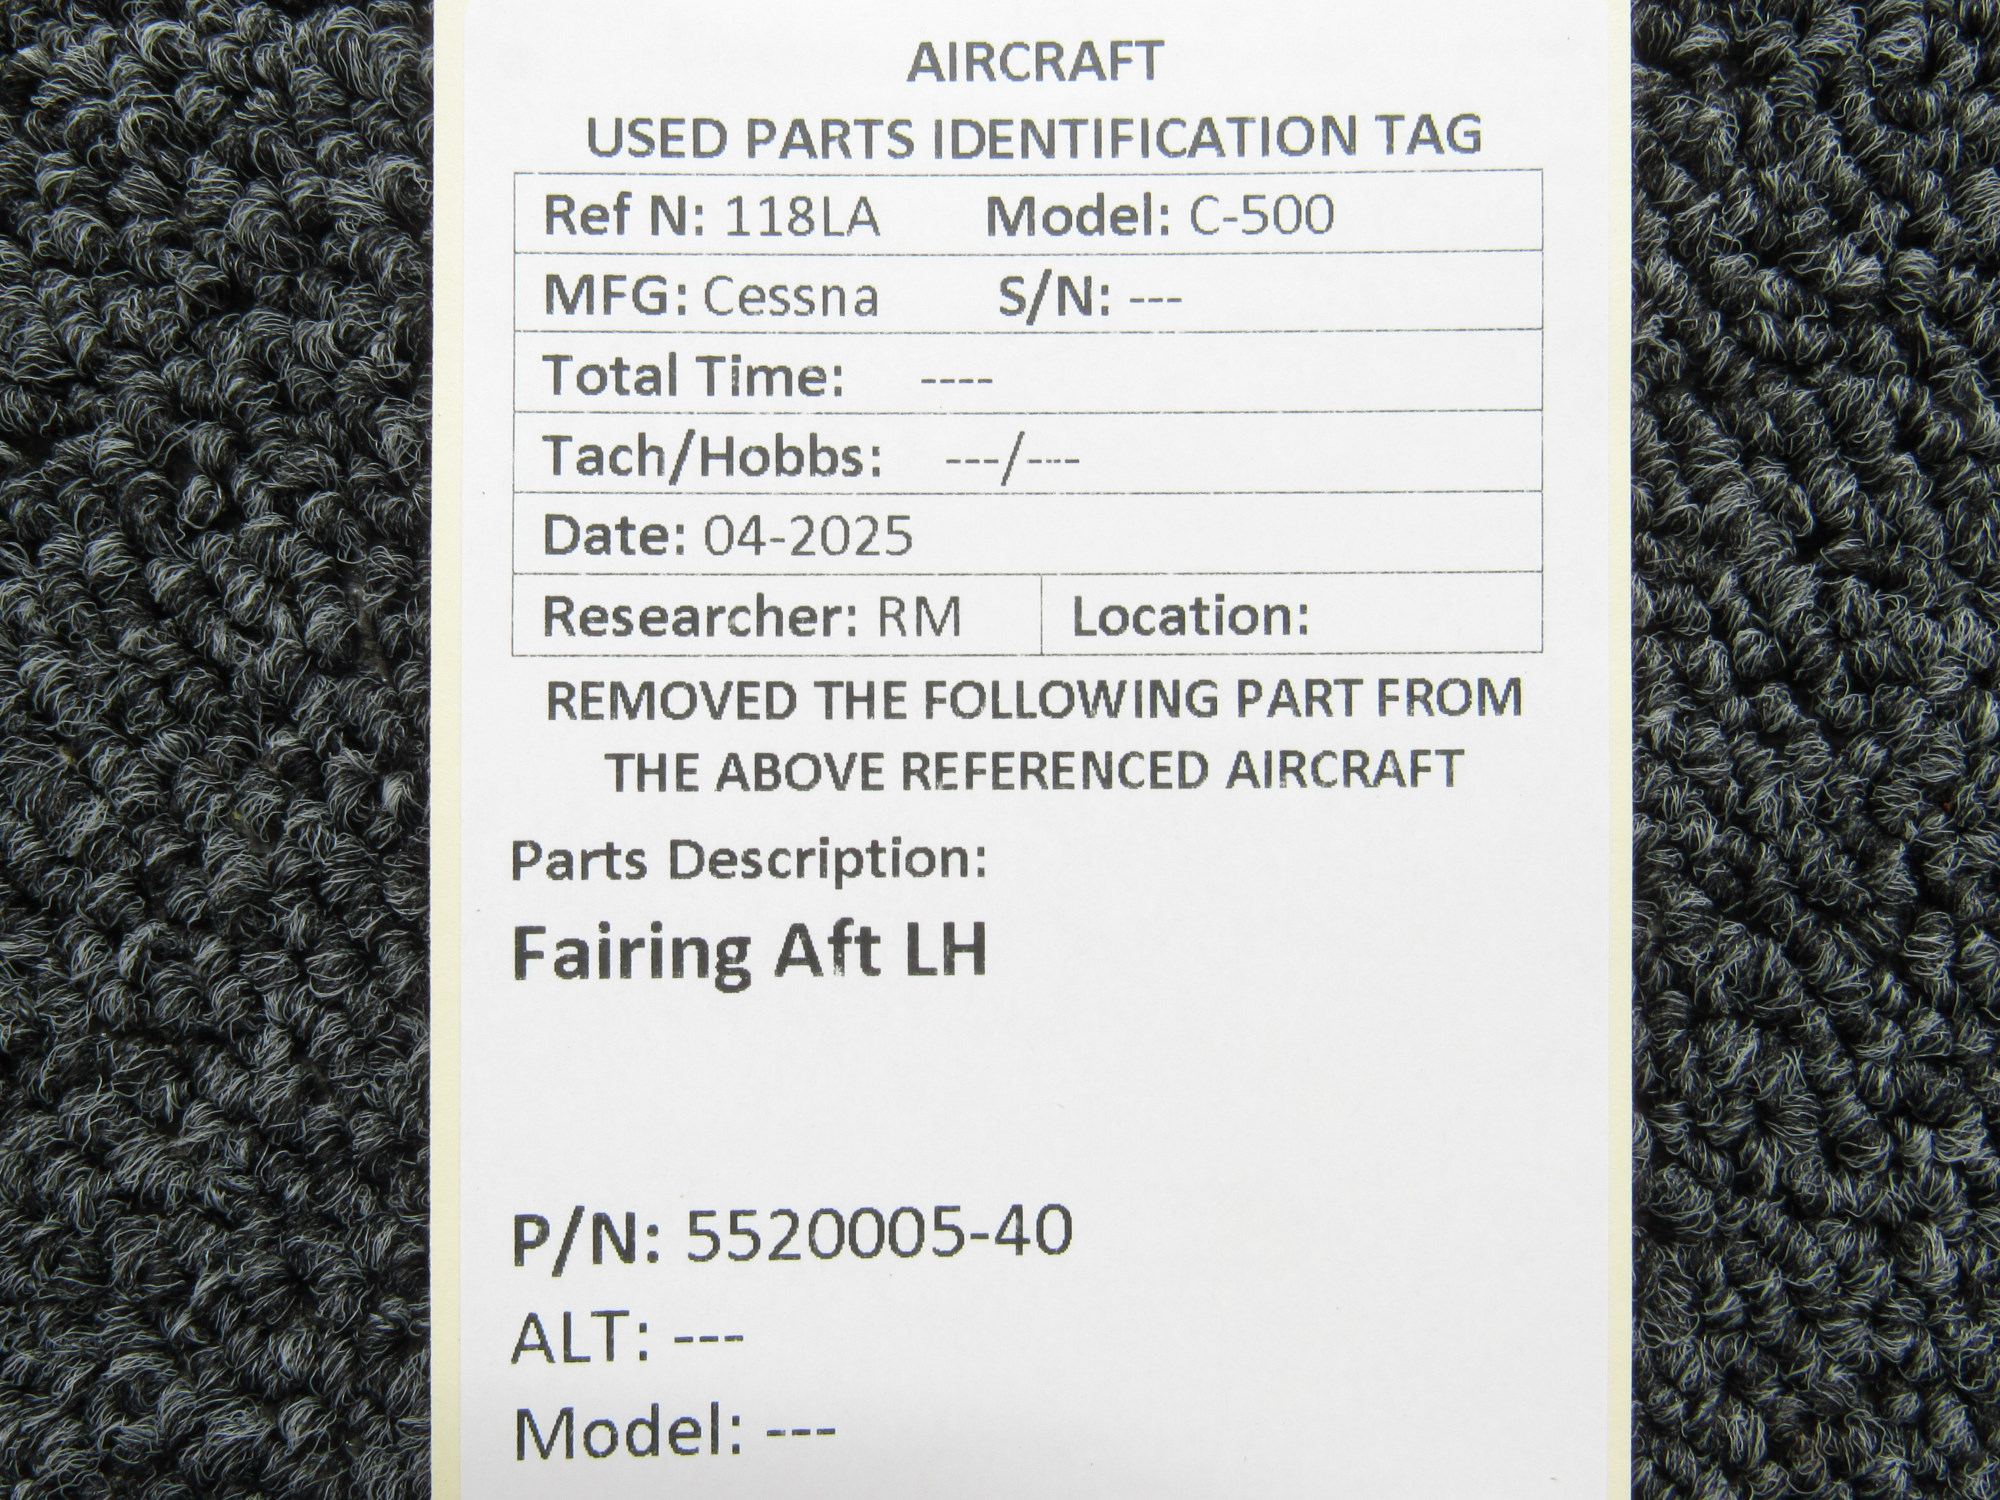 AIRCRAFT
USED PARTS IDENTIFICATION TAG
Ref N: 118LA Model: C-500
MFG: Cessna S/N: ---
Total Time: ----
Tach/Hobbs: ---/----
Date: 04-2025
Researcher: RM Location:
REMOVED THE FOLLOWING PART FROM
THE ABOVE REFERENCED AIRCRAFT
Parts Description:
Fairing Aft LH
P/N: 5520005-40
ALT: ---
Model: ---